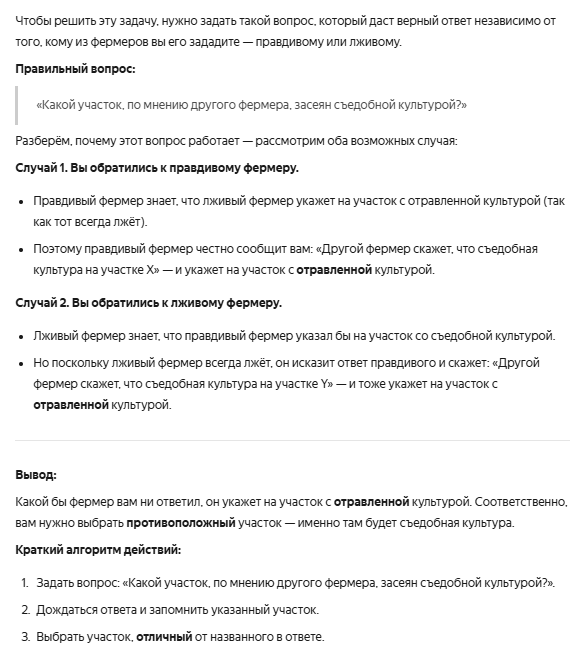 Чтобы решить эту задачу, нужно задать такой вопрос, который даст верный ответ независимо от
того, кому из фермеров вы его зададите — правдивому или лживому.
Правильный вопрос:
«Какой участок, по мнению другого фермера, засеян съедобной культурой?»
Разберём, почему этот вопрос работает — рассмотрим оба возможных случая:
Случай 1. Вы обратились к правдивому фермеру.
• Правдивый фермер знает, что лживый фермер укажет на участок с отравленной культурой (так
как тот всегда лжёт).
• Поэтому правдивый фермер честно сообщит вам: «Другой фермер скажет, что съедобная
культура на участке X» — и укажет на участок с отравленной культурой.
Случай 2. Вы обратились к лживому фермеру.
• Лживый фермер знает, что правдивый фермер указал бы на участок со съедобной культурой.
• Но поскольку лживый фермер всегда лжёт, он исказит ответ правдивого и скажет: «Другой
фермер скажет, что съедобная культура на участке Y» — и тоже укажет на участок с
отравленной культурой.
Вывод:
Какой бы фермер вам ни ответил, он укажет на участок с отравленной культурой. Соответственно,
вам нужно выбрать противоположный участок — именно там будет съедобная культура.
Краткий алгоритм действий:
1. Задать вопрос: «Какой участок, по мнению другого фермера, засеян съедобной культурой?».
2. Дождаться ответа и запомнить указанный участок.
3. Выбрать участок, отличный от названного в ответе.